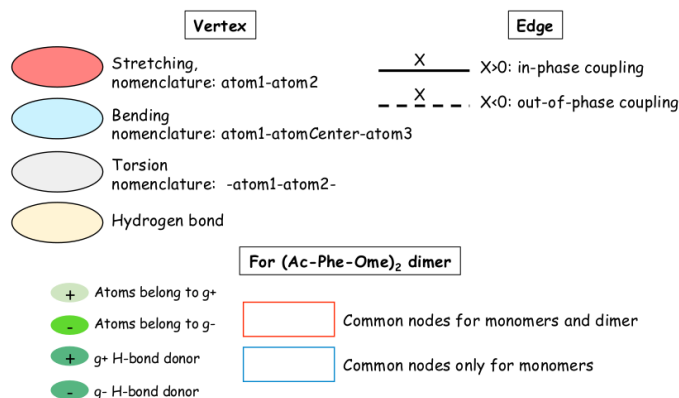 Vertex
Edge
Stretching,
nomenclature: atom1-atom2
X
X>0: in-phase coupling
X
X<0: out-of-phase coupling
Bending
nomenclature: atom1-atomCenter-atom3
Torsion
nomenclature: -atom1-atom2-
Hydrogen bond
For (Ac-Phe-Ome)₂ dimer
+ Atoms belong to g+
- Atoms belong to g-
+ g+ H-bond donor
- g- H-bond donor
Common nodes for monomers and dimer
Common nodes only for monomers